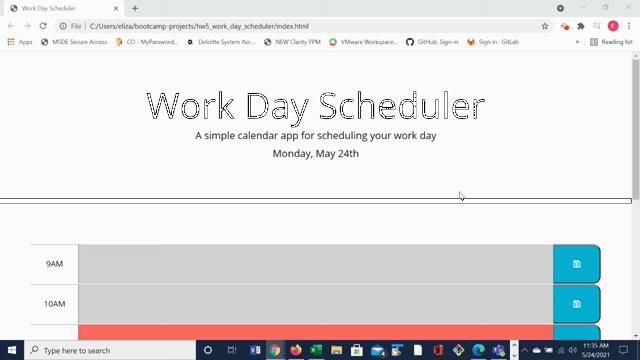 Work Day Scheduler
File | C:/Users/eliza/bootcamp-projects/hw5_work_day_scheduler/index.html
E
Apps MSDE Secure Access CO - MyPassword... Deloitte System Acc... NEW Clarity PPM VMware Workspace... GitHub: Sign-in Sign in · GitLab » Reading list
Work Day Scheduler
A simple calendar app for scheduling your work day
Monday, May 24th
9AM
10AM
Type here to search
11:35 AM
5/24/2021